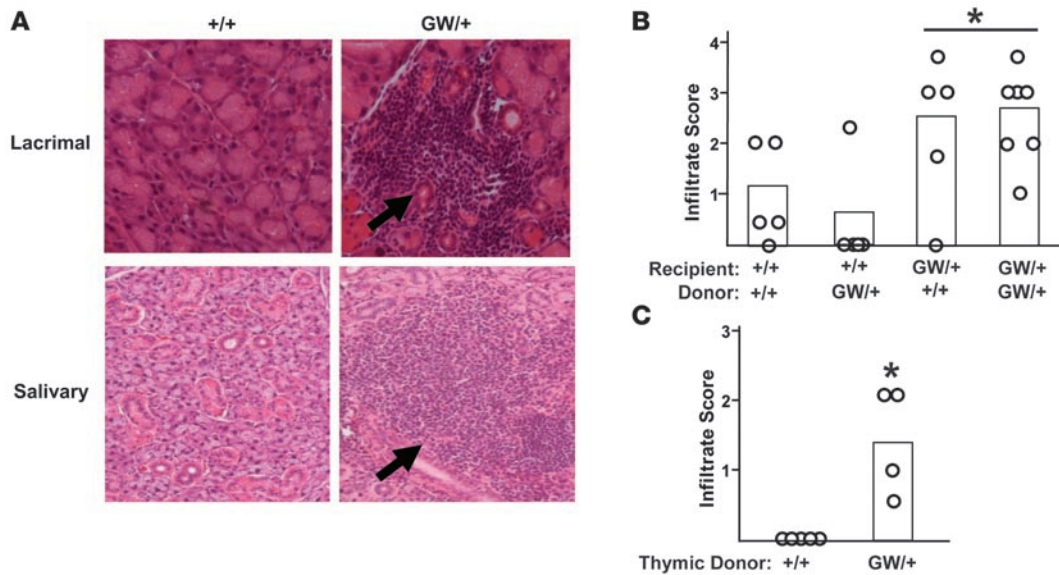 A
+/+ GW/+
Lacrimal
Salivary
B
*
Infiltrate Score
4
3
2
1
Recipient: +/+ +/+ GW/+ GW/+
Donor: +/+ GW/+ +/+ GW/+
C
*
Infiltrate Score
3
2
1
Thymic Donor: +/+ GW/+